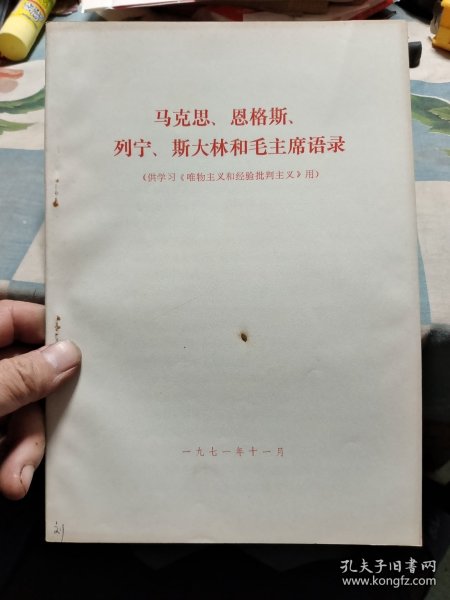 马克思、恩格斯、
列宁、斯大林和毛主席语录
（供学习《唯物主义和经验批判主义》用）
一九七一年十一月
刘
孔夫子旧书网
www.kongfz.com